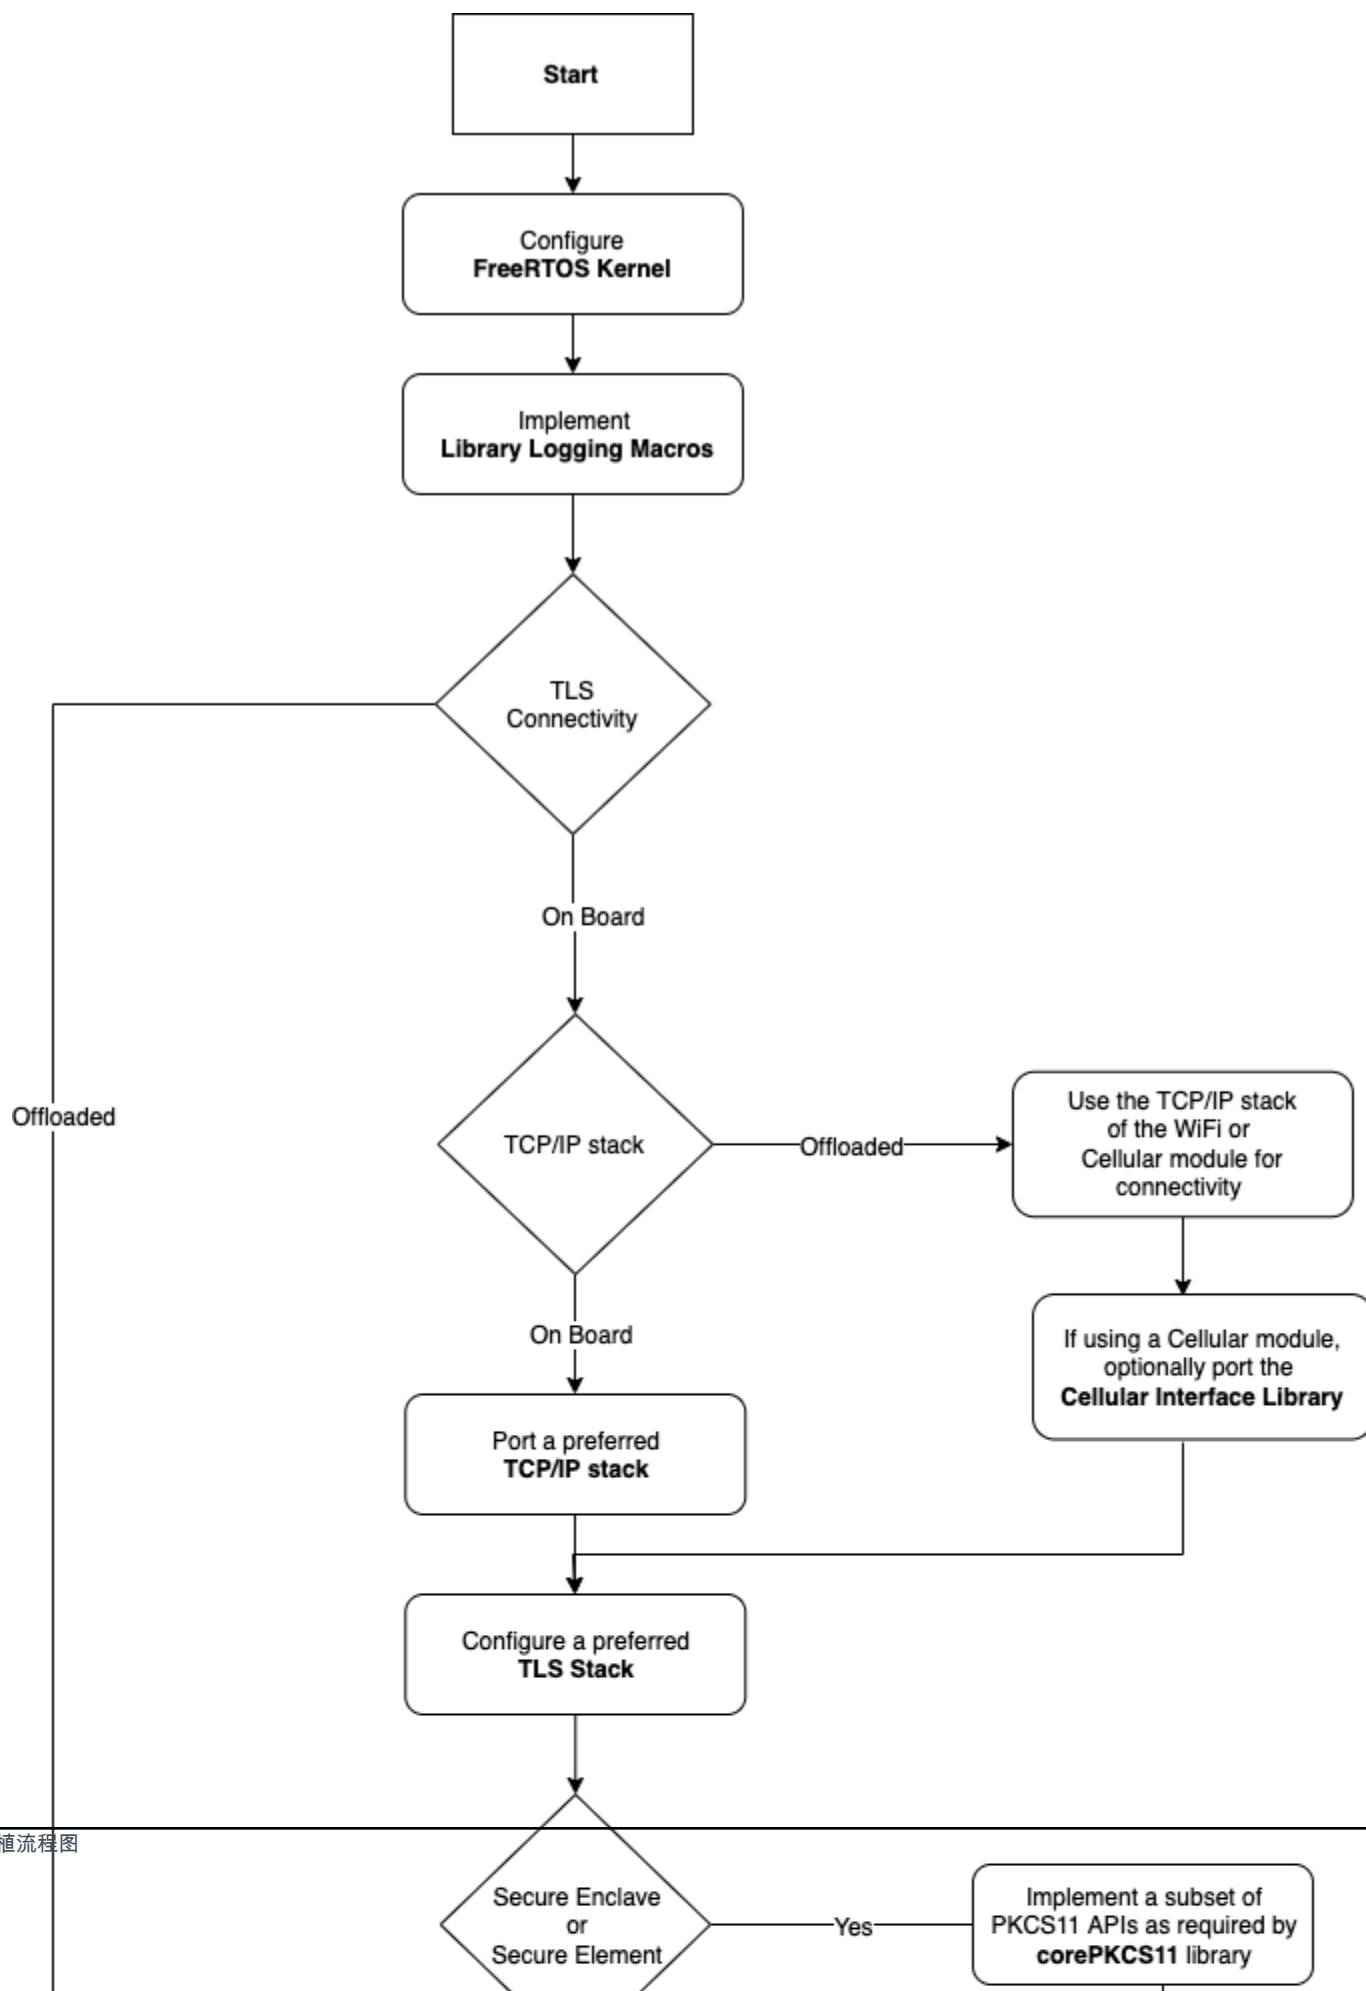 Start
Configure
FreeRTOS Kernel
Implement
Library Logging Macros
TLS
Connectivity
On Board
Offloaded
TCP/IP stack
Offloaded
Use the TCP/IP stack
of the WiFi or
Cellular module for
connectivity
On Board
If using a Cellular module,
optionally port the
Cellular Interface Library
Port a preferred
TCP/IP stack
Configure a preferred
TLS Stack
植流程图
Secure Enclave
or
Secure Element
Yes
Implement a subset of
PKCS11 APIs as required by
corePKCS11 library